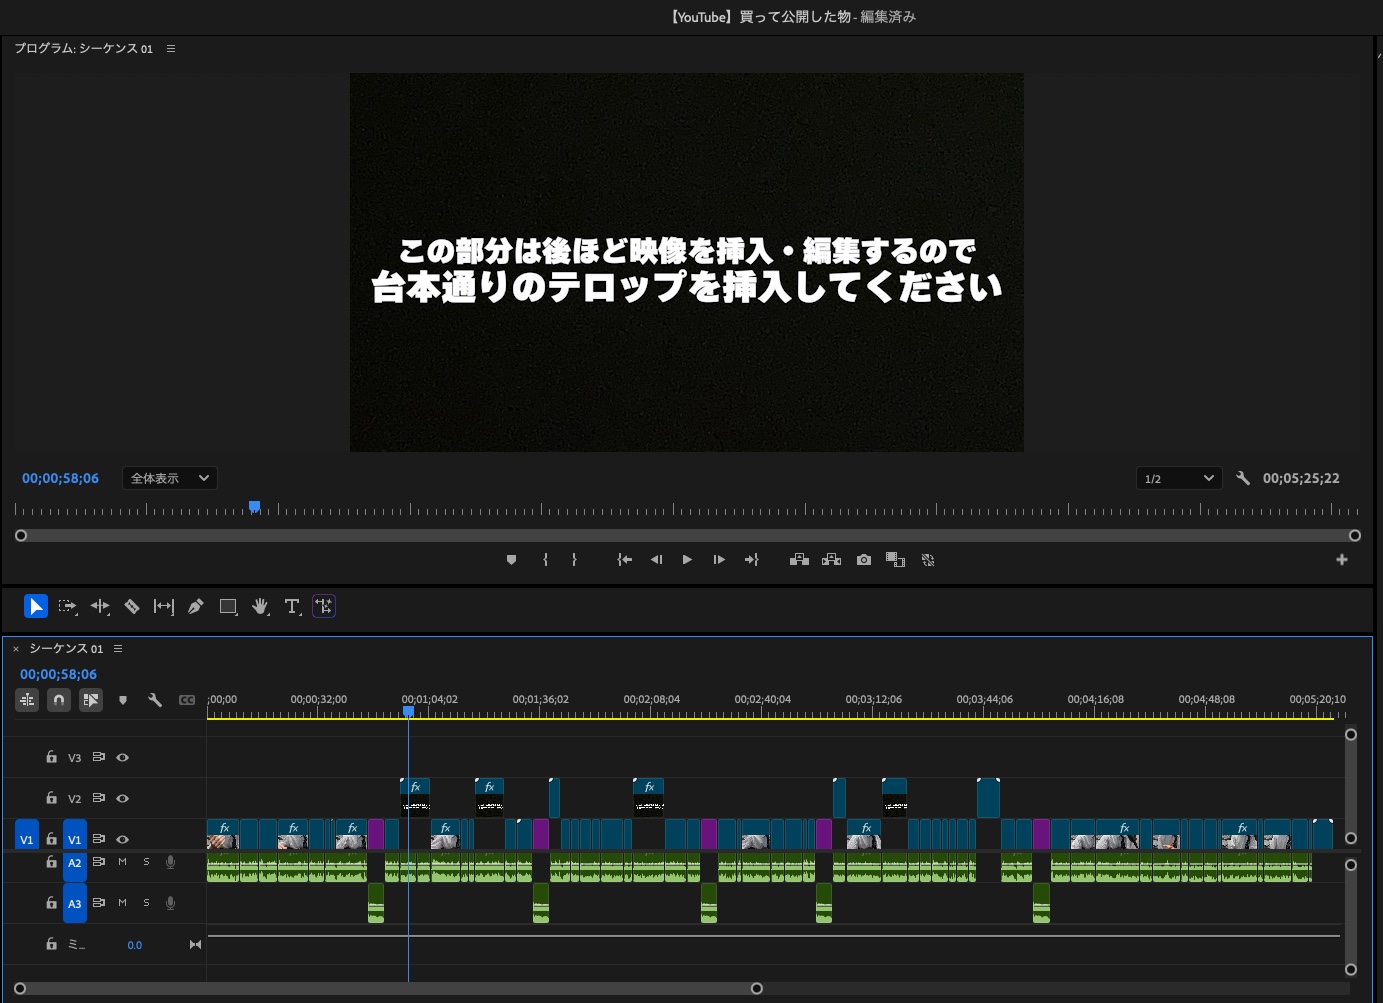 【YouTube】買って公開した物 - 編集済み
プログラム: シーケンス 01
この部分は後ほど映像を挿入・編集するので
台本通りのテロップを挿入してください
00;00;58;06
全体表示
1/2
00;05;25;22
× シーケンス 01
00;00;58;06
;00;00
00;00;32;00
00;01;04;02
00;01;36;02
00;02;08;04
00;02;40;04
00;03;12;06
00;03;44;06
00;04;16;08
00;04;48;08
00;05;20;10
CC
V3
V2
fx
fx
fx
V1
V1
fx
fx
fx
fx
fx
fx
fx
A2
M
S
A3
M
S
ミ...
0.0